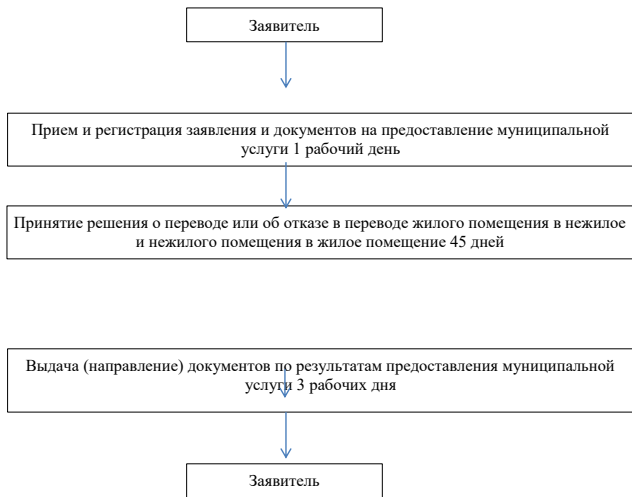 Заявитель
Прием и регистрация заявления и документов на предоставление муниципальной
услуги 1 рабочий день
Принятие решения о переводе или об отказе в переводе жилого помещения в нежилое
и нежилого помещения в жилое помещение 45 дней
Выдача (направление) документов по результатам предоставления муниципальной
услуги 3 рабочих дня
Заявитель